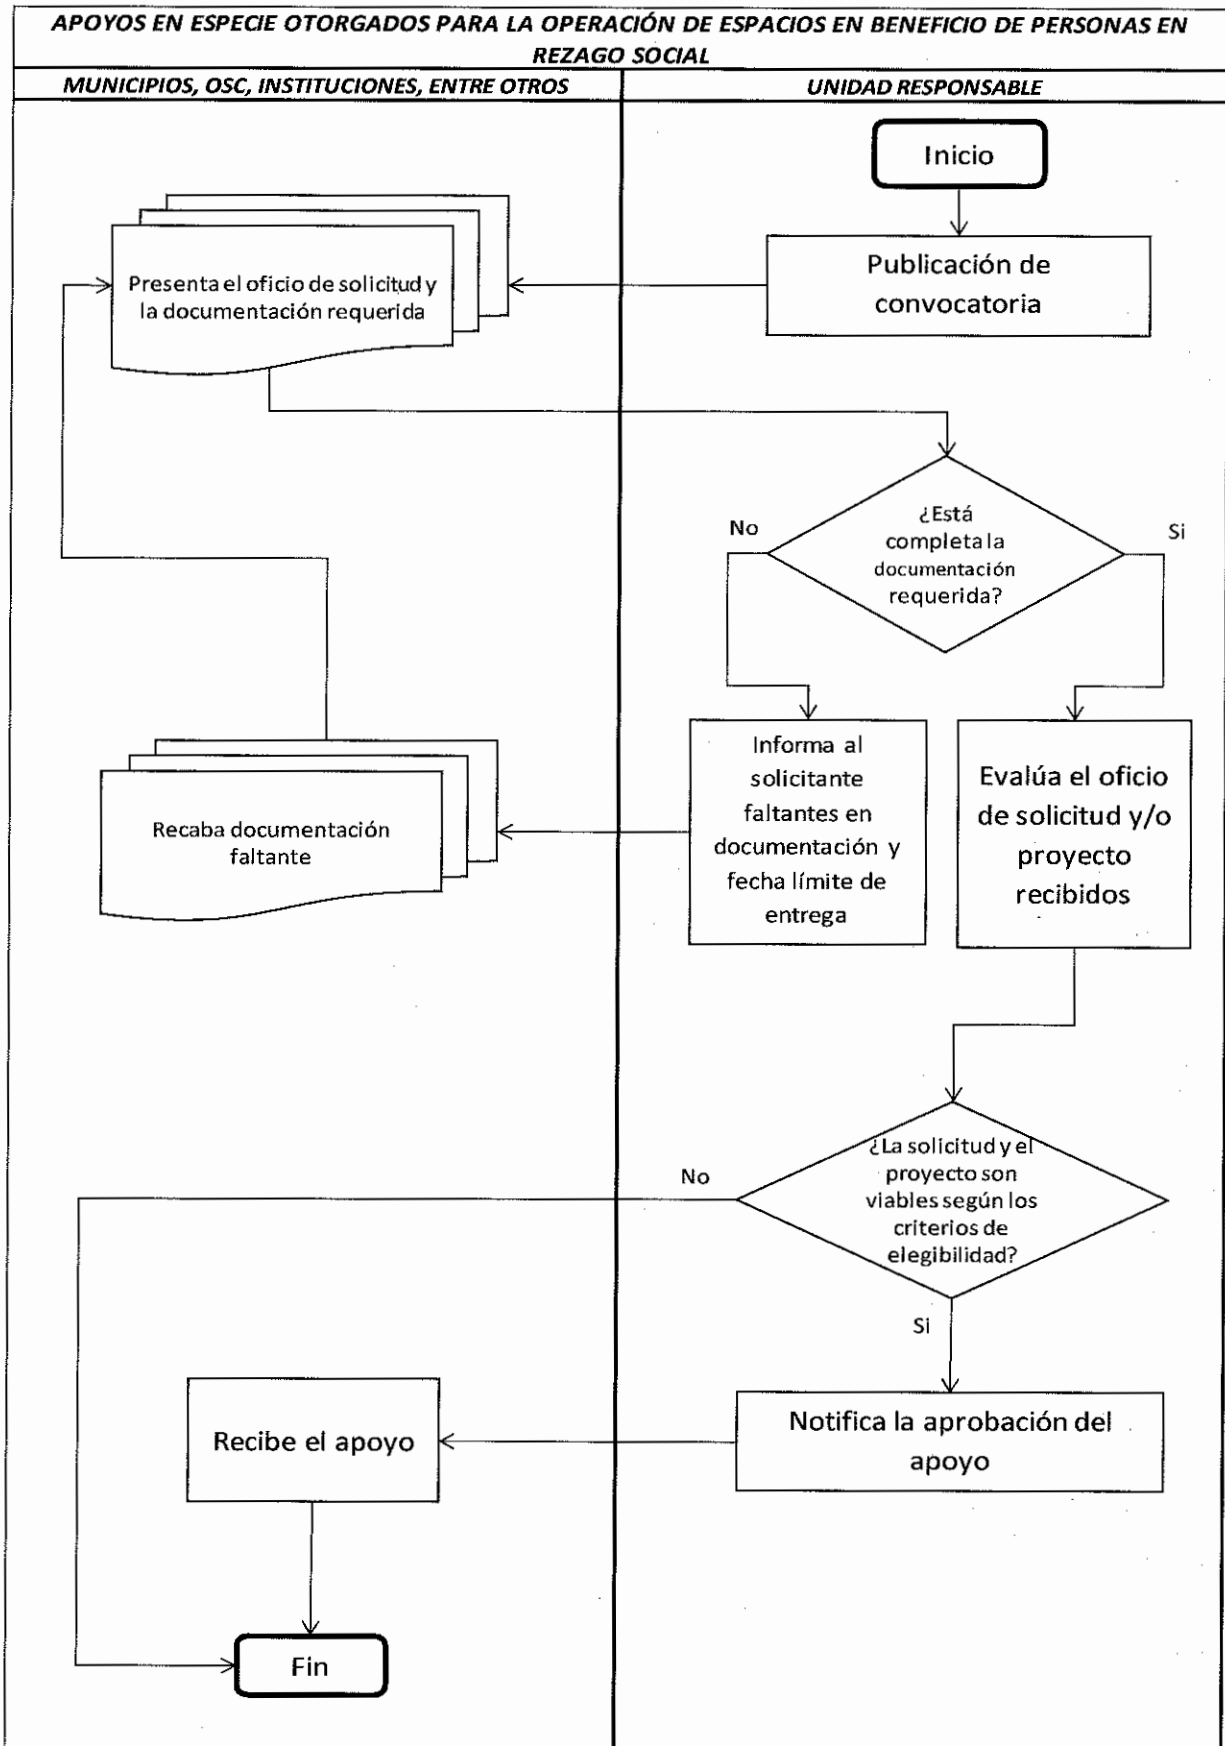 APOYOS EN ESPECIE OTORGADOS PARA LA OPERACIÓN DE ESPACIOS EN BENEFICIO DE PERSONAS EN
REZAGO SOCIAL
MUNICIPIOS, OSC, INSTITUCIONES, ENTRE OTROS
UNIDAD RESPONSABLE
Inicio
Publicación de
convocatoria
Presenta el oficio de solicitud y
la documentación requerida
¿Está
completa la
documentación
requerida?
No
Si
Informa al
solicitante
faltantes en
documentación y
fecha límite de
entrega
Evalúa el oficio
de solicitud y/o
proyecto
recibidos
Recaba documentación
faltante
¿La solicitud y el
proyecto son
viables según los
criterios de
elegibilidad?
No
Si
Notifica la aprobación del
apoyo
Recibe el apoyo
Fin